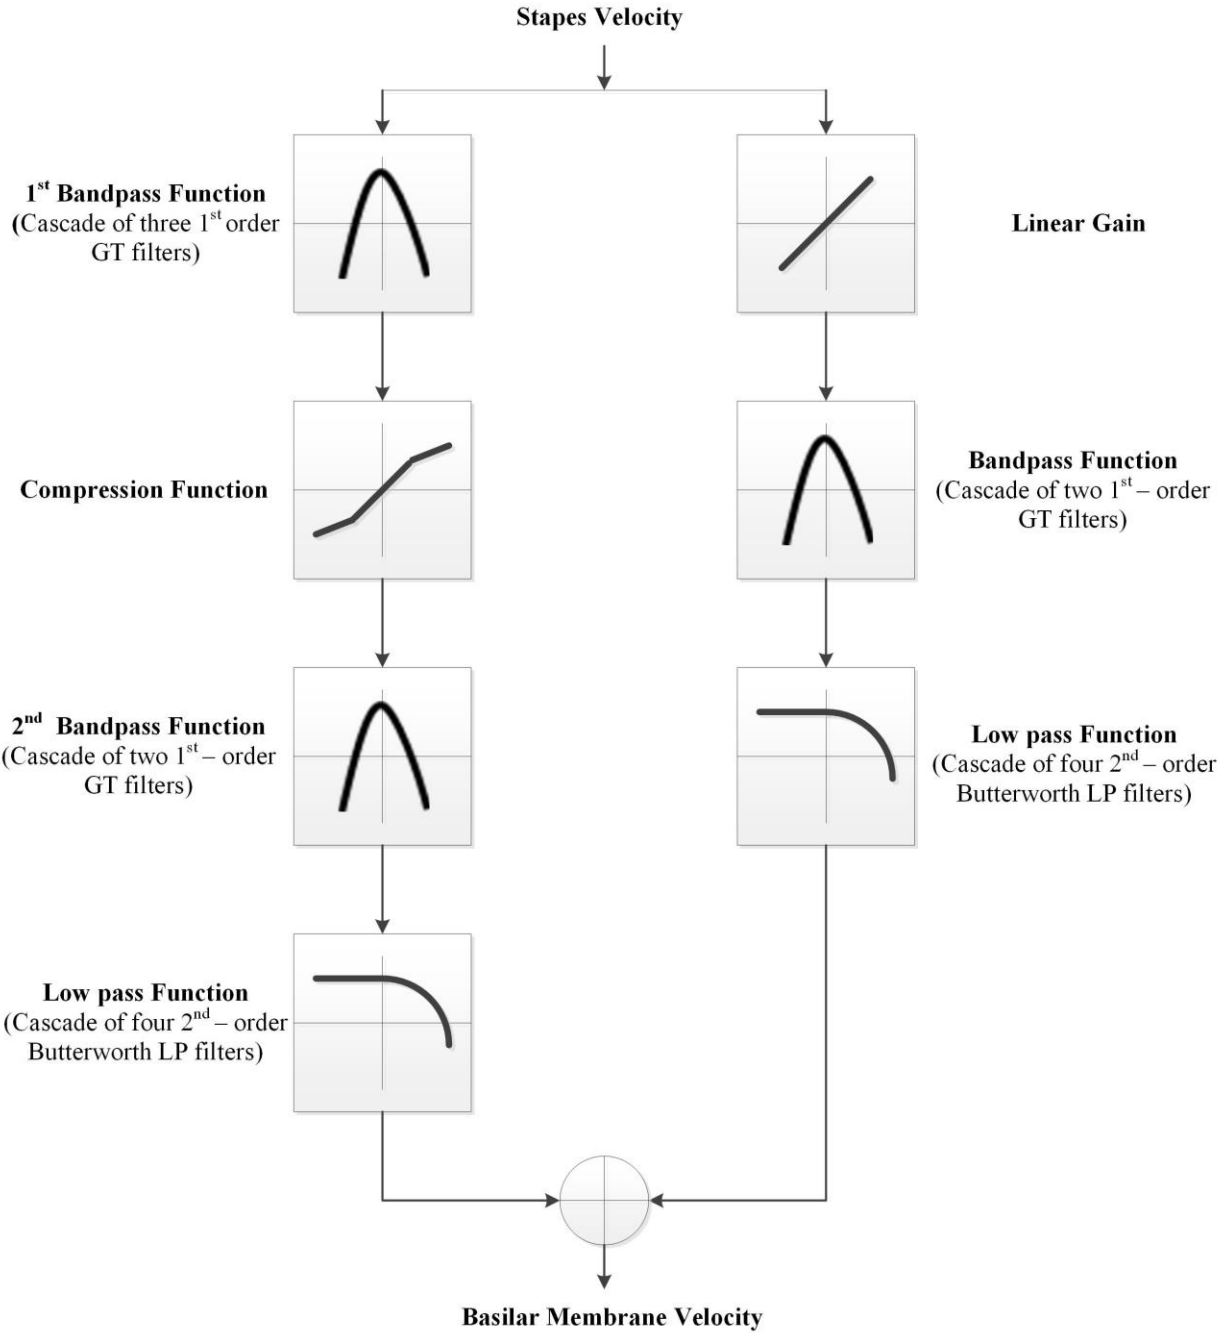 Stapes Velocity
1st Bandpass Function
(Cascade of three 1st order
GT filters)
Linear Gain
Compression Function
Bandpass Function
(Cascade of two 1st – order
GT filters)
2nd Bandpass Function
(Cascade of two 1st – order
GT filters)
Low pass Function
(Cascade of four 2nd – order
Butterworth LP filters)
Low pass Function
(Cascade of four 2nd – order
Butterworth LP filters)
Basilar Membrane Velocity